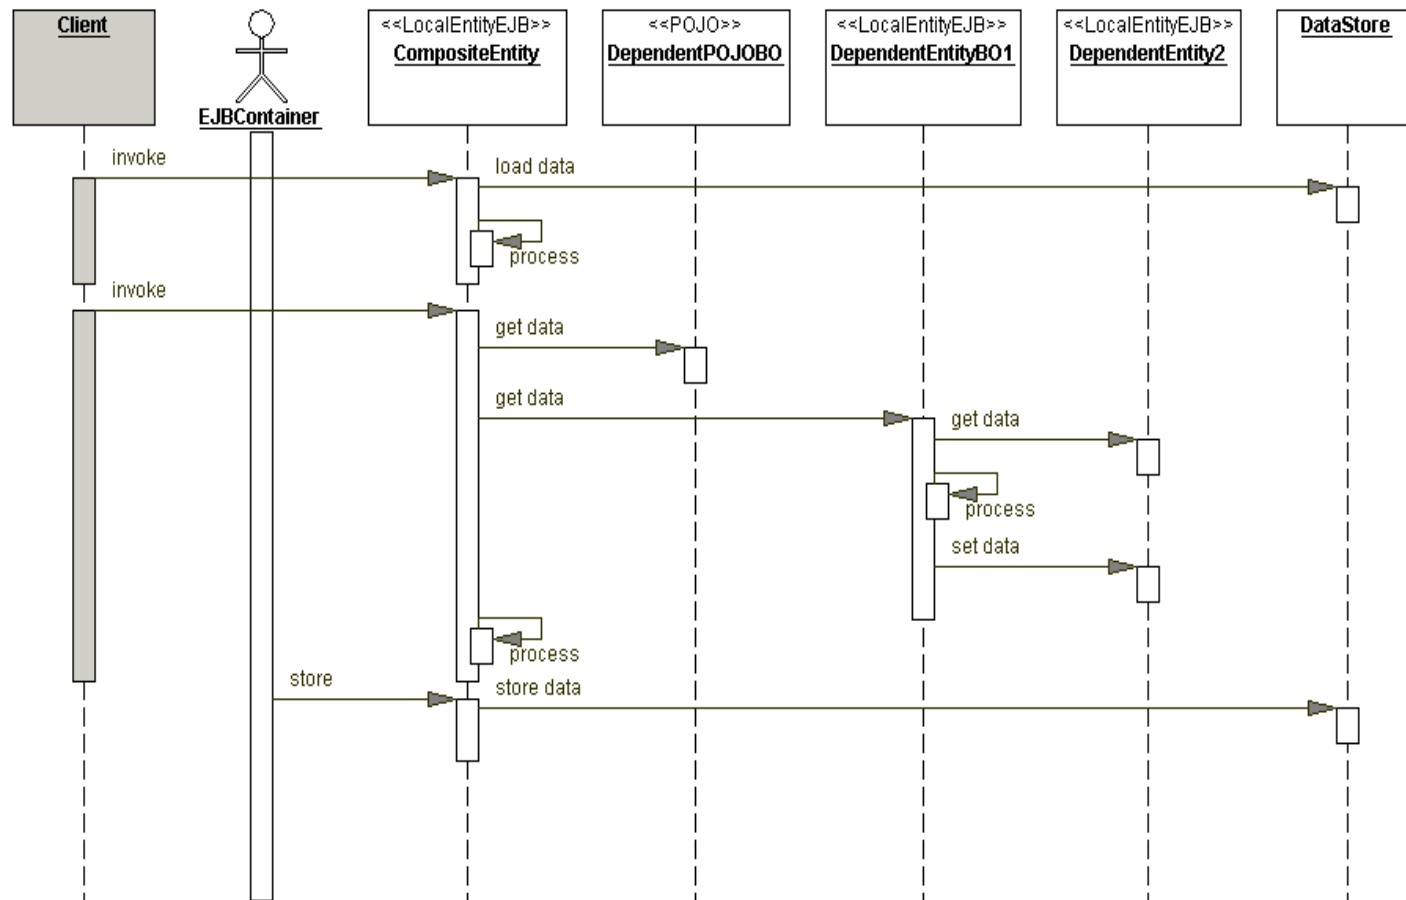 Client
EJBContainer
<<LocalEntityEJB>>
CompositeEntity
<<POJO>>
DependentPOJOBO
<<LocalEntityEJB>>
DependentEntityBO1
<<LocalEntityEJB>>
DependentEntity2
DataStore
invoke
load data
process
invoke
get data
get data
get data
process
set data
process
store
store data